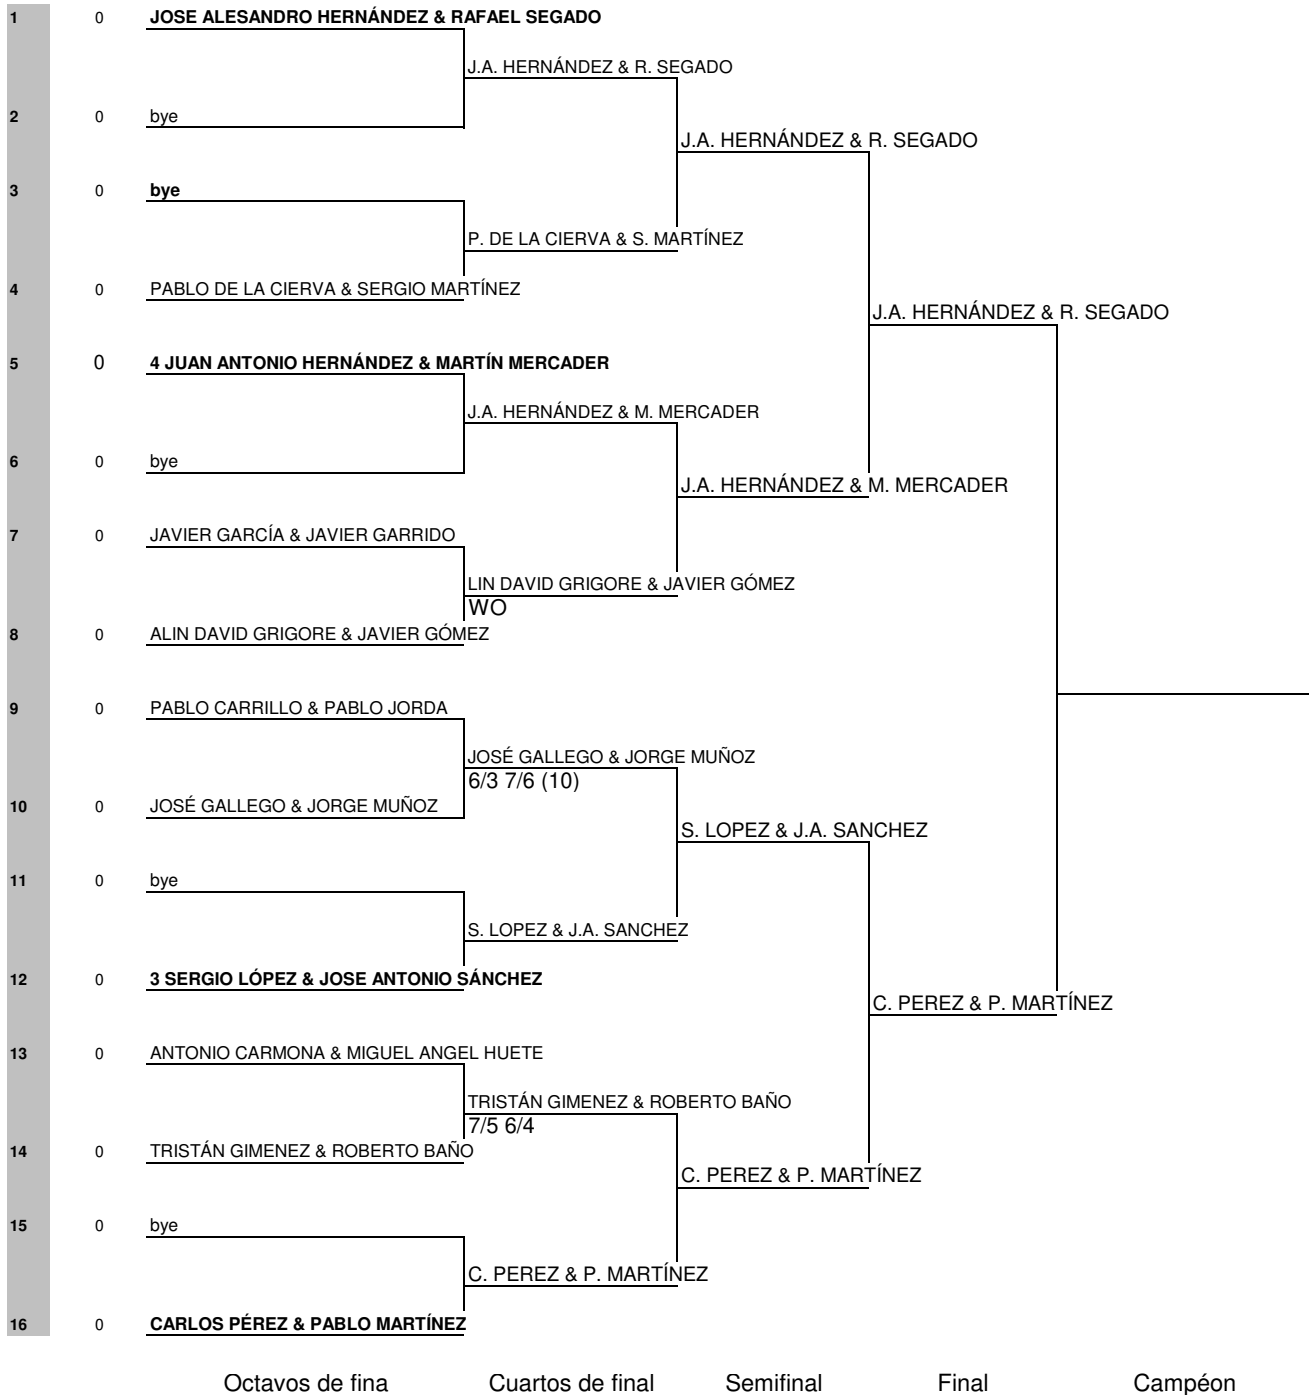 1 0 JOSE ALESANDRO HERNÁNDEZ & RAFAEL SEGADO
J.A. HERNÁNDEZ & R. SEGADO
2 0 bye
J.A. HERNÁNDEZ & R. SEGADO
3 0 bye
P. DE LA CIERVA & S. MARTÍNEZ
4 0 PABLO DE LA CIERVA & SERGIO MARTÍNEZ
J.A. HERNÁNDEZ & R. SEGADO
5 0 4 JUAN ANTONIO HERNÁNDEZ & MARTÍN MERCADER
J.A. HERNÁNDEZ & M. MERCADER
6 0 bye
J.A. HERNÁNDEZ & M. MERCADER
7 0 JAVIER GARCÍA & JAVIER GARRIDO
LIN DAVID GRIGORE & JAVIER GÓMEZ
WO
8 0 ALIN DAVID GRIGORE & JAVIER GÓMEZ
9 0 PABLO CARRILLO & PABLO JORDA
JOSÉ GALLEGO & JORGE MUÑOZ
6/3 7/6 (10)
10 0 JOSÉ GALLEGO & JORGE MUÑOZ
S. LOPEZ & J.A. SANCHEZ
11 0 bye
S. LOPEZ & J.A. SANCHEZ
12 0 3 SERGIO LÓPEZ & JOSE ANTONIO SÁNCHEZ
C. PEREZ & P. MARTÍNEZ
13 0 ANTONIO CARMONA & MIGUEL ANGEL HUETE
TRISTÁN GIMENEZ & ROBERTO BAÑO
7/5 6/4
14 0 TRISTÁN GIMENEZ & ROBERTO BAÑO
C. PEREZ & P. MARTÍNEZ
15 0 bye
C. PEREZ & P. MARTÍNEZ
16 0 CARLOS PÉREZ & PABLO MARTÍNEZ
Octavos de fina Cuartos de final Semifinal Final Campéon